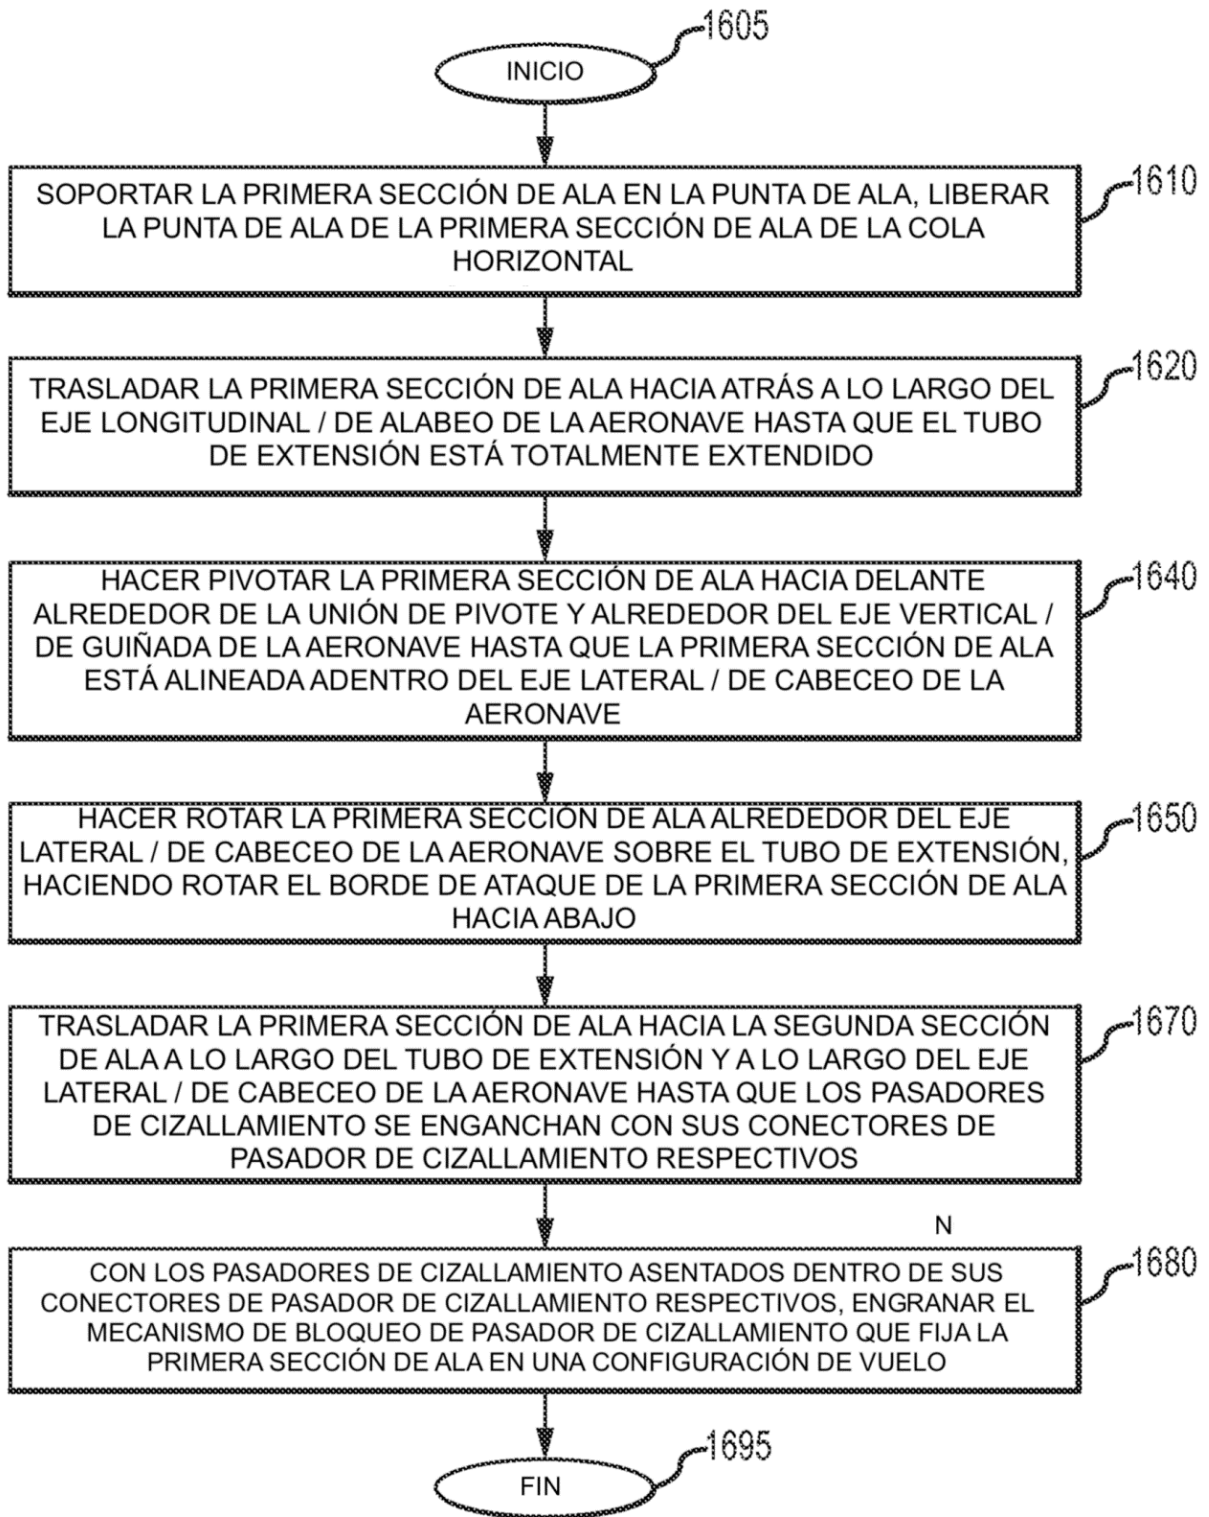 1605
INICIO
1610
SOPORTAR LA PRIMERA SECCIÓN DE ALA EN LA PUNTA DE ALA, LIBERAR
LA PUNTA DE ALA DE LA PRIMERA SECCIÓN DE ALA DE LA COLA
HORIZONTAL
1620
TRASLADAR LA PRIMERA SECCIÓN DE ALA HACIA ATRÁS A LO LARGO DEL
EJE LONGITUDINAL / DE ALABEO DE LA AERONAVE HASTA QUE EL TUBO
DE EXTENSIÓN ESTÁ TOTALMENTE EXTENDIDO
1640
HACER PIVOTAR LA PRIMERA SECCIÓN DE ALA HACIA DELANTE
ALREDEDOR DE LA UNIÓN DE PIVOTE Y ALREDEDOR DEL EJE VERTICAL /
DE GUIÑADA DE LA AERONAVE HASTA QUE LA PRIMERA SECCIÓN DE ALA
ESTÁ ALINEADA ADENTRO DEL EJE LATERAL / DE CABECEO DE LA
AERONAVE
1650
HACER ROTAR LA PRIMERA SECCIÓN DE ALA ALREDEDOR DEL EJE
LATERAL / DE CABECEO DE LA AERONAVE SOBRE EL TUBO DE EXTENSIÓN,
HACIENDO ROTAR EL BORDE DE ATAQUE DE LA PRIMERA SECCIÓN DE ALA
HACIA ABAJO
1670
TRASLADAR LA PRIMERA SECCIÓN DE ALA HACIA LA SEGUNDA SECCIÓN
DE ALA A LO LARGO DEL TUBO DE EXTENSIÓN Y A LO LARGO DEL EJE
LATERAL / DE CABECEO DE LA AERONAVE HASTA QUE LOS PASADORES
DE CIZALLAMIENTO SE ENGANCHAN CON SUS CONECTORES DE
PASADOR DE CIZALLAMIENTO RESPECTIVOS
N
1680
CON LOS PASADORES DE CIZALLAMIENTO ASENTADOS DENTRO DE SUS
CONECTORES DE PASADOR DE CIZALLAMIENTO RESPECTIVOS, ENGRANAR EL
MECANISMO DE BLOQUEO DE PASADOR DE CIZALLAMIENTO QUE FIJA LA
PRIMERA SECCIÓN DE ALA EN UNA CONFIGURACIÓN DE VUELO
1695
FIN